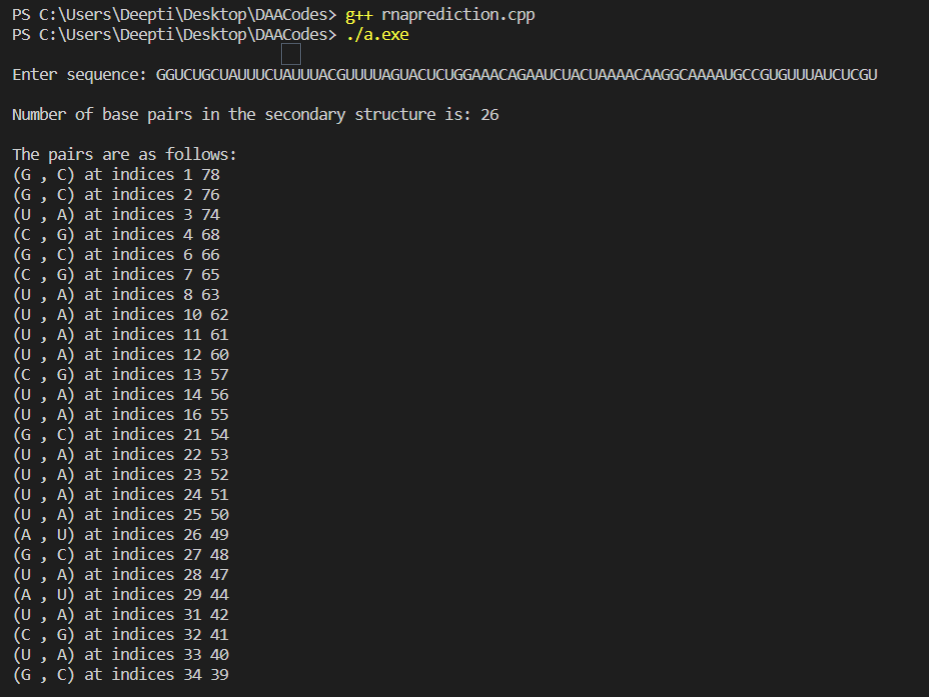 PS C:\Users\Deepti\Desktop\DAACodes> g++ rnaprediction.cpp
PS C:\Users\Deepti\Desktop\DAACodes> ./a.exe
Enter sequence: GGUCUGCUAUUUCUAUUUACGUUUUAGUACUCUGGAAACAGAAUCUACUAAAACAAGGCAAAAUGCCGUGUUUAUCUCGU
Number of base pairs in the secondary structure is: 26
The pairs are as follows:
(G , C) at indices 1 78
(G , C) at indices 2 76
(U , A) at indices 3 74
(C , G) at indices 4 68
(G , C) at indices 6 66
(C , G) at indices 7 65
(U , A) at indices 8 63
(U , A) at indices 10 62
(U , A) at indices 11 61
(U , A) at indices 12 60
(C , G) at indices 13 57
(U , A) at indices 14 56
(U , A) at indices 16 55
(G , C) at indices 21 54
(U , A) at indices 22 53
(U , A) at indices 23 52
(U , A) at indices 24 51
(U , A) at indices 25 50
(A , U) at indices 26 49
(G , C) at indices 27 48
(U , A) at indices 28 47
(A , U) at indices 29 44
(U , A) at indices 31 42
(C , G) at indices 32 41
(U , A) at indices 33 40
(G , C) at indices 34 39